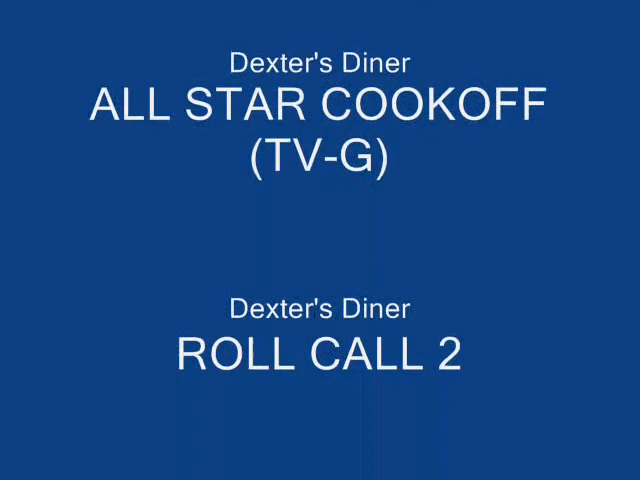 Dexter's Diner
ALL STAR COOKOFF
(TV-G)
Dexter's Diner
ROLL CALL 2